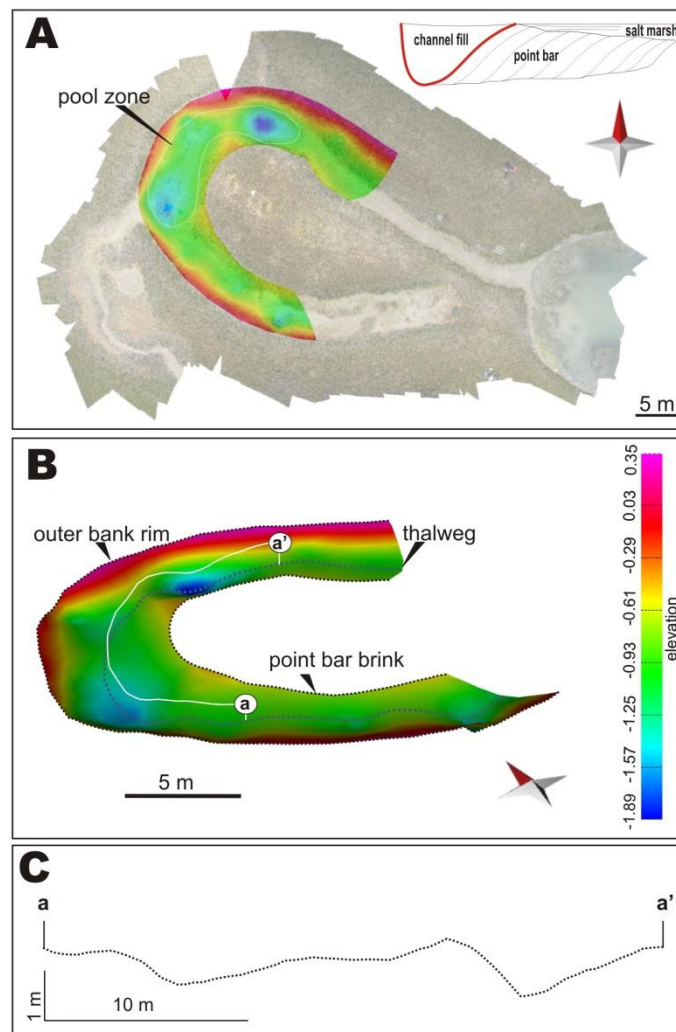 A
channel fill
salt marsh
point bar
pool zone
5 m
B
outer bank rim
a'
thalweg
point bar brink
a
5 m
0.35
0.03
-0.29
-0.61
-0.93
-1.25
-1.57
-1.89
elevation
C
a
a'
1 m
10 m